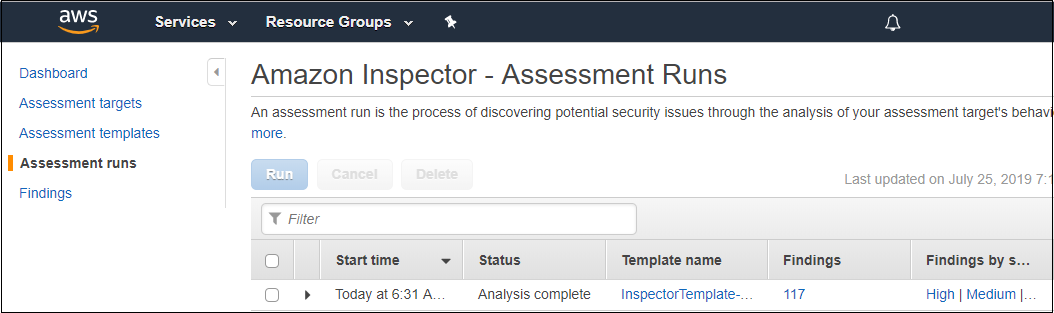 aws Services Resource Groups
Dashboard
Assessment targets
Assessment templates
Assessment runs
Findings
Amazon Inspector - Assessment Runs
An assessment run is the process of discovering potential security issues through the analysis of your assessment target's behavi
more.
Run Cancel Delete
Last updated on July 25, 2019 7:1
Filter
Start time Status Template name Findings Findings by s...
Today at 6:31 A... Analysis complete InspectorTemplate-... 117 High | Medium |...